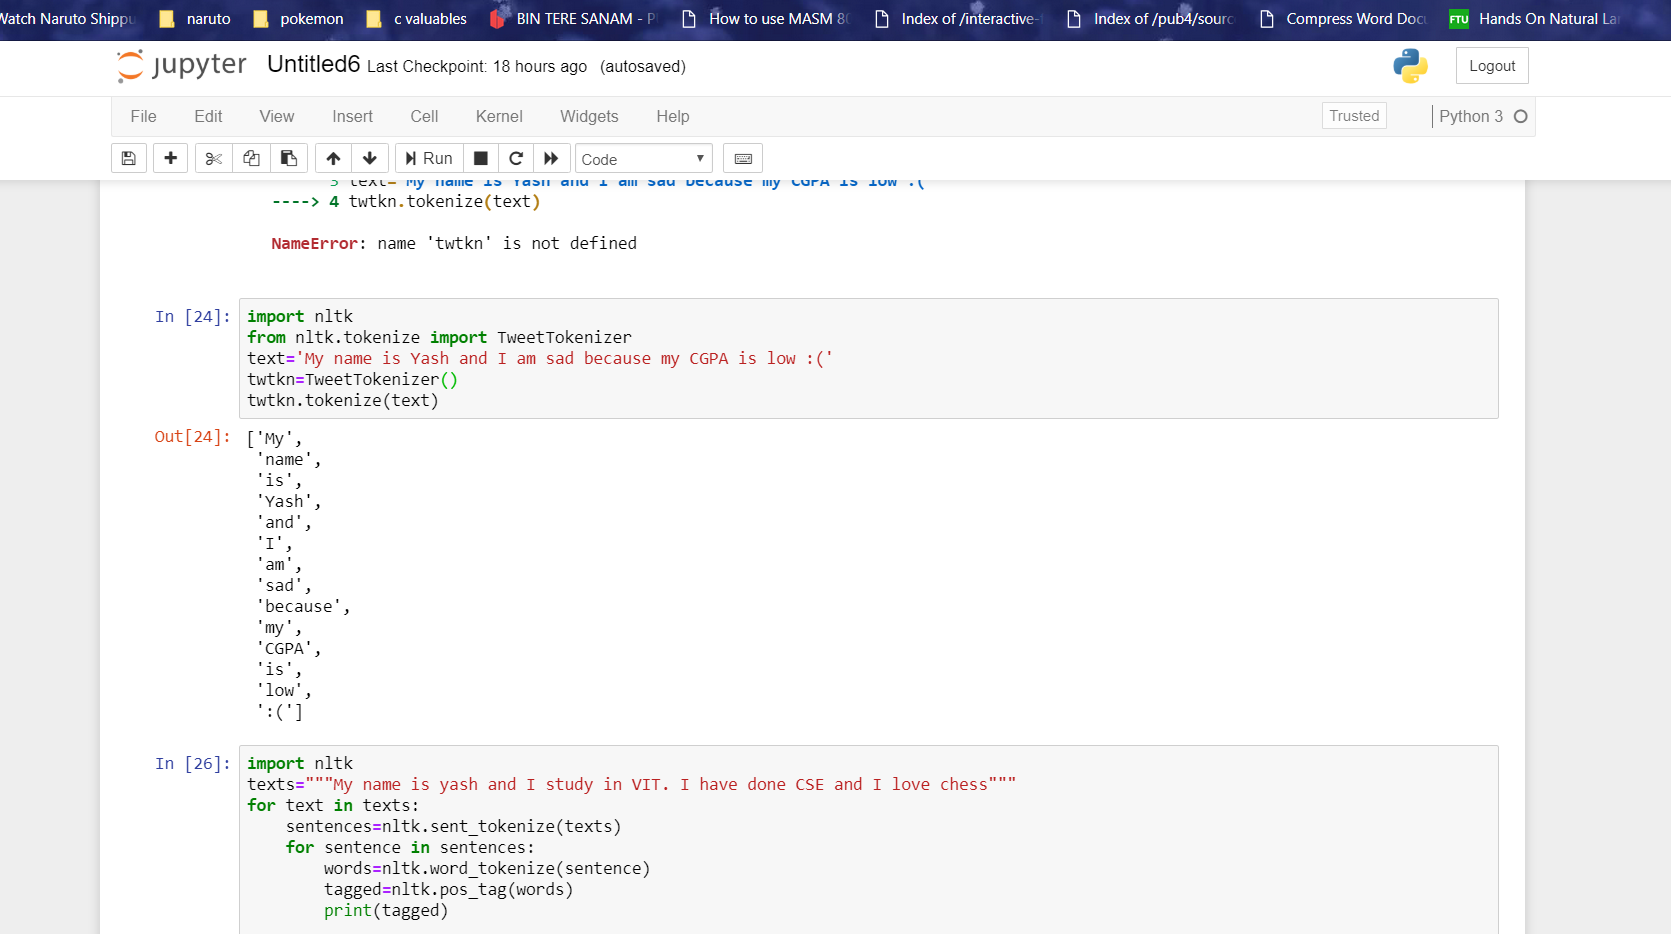 Watch Naruto Shippu naruto pokemon c valuables BIN TERE SANAM - P How to use MASM 80 Index of /interactive- Index of /pub4/sourc Compress Word Docu FTU Hands On Natural La
jupyter Untitled6 Last Checkpoint: 18 hours ago (autosaved) Logout
File Edit View Insert Cell Kernel Widgets Help Trusted Python 3
Run Code
3 text='My name is Yash and I am sad because my CGPA is low :(
----> 4 twtkn.tokenize(text)
NameError: name 'twtkn' is not defined
In [24]: import nltk
from nltk.tokenize import TweetTokenizer
text='My name is Yash and I am sad because my CGPA is low :('
twtkn=TweetTokenizer()
twtkn.tokenize(text)
Out[24]: ['My',
'name',
'is',
'Yash',
'and',
'I',
'am',
'sad',
'because',
'my',
'CGPA',
'is',
'low',
':(']
In [26]: import nltk
texts="""My name is yash and I study in VIT. I have done CSE and I love chess"""
for text in texts:
    sentences=nltk.sent_tokenize(texts)
    for sentence in sentences:
        words=nltk.word_tokenize(sentence)
        tagged=nltk.pos_tag(words)
        print(tagged)